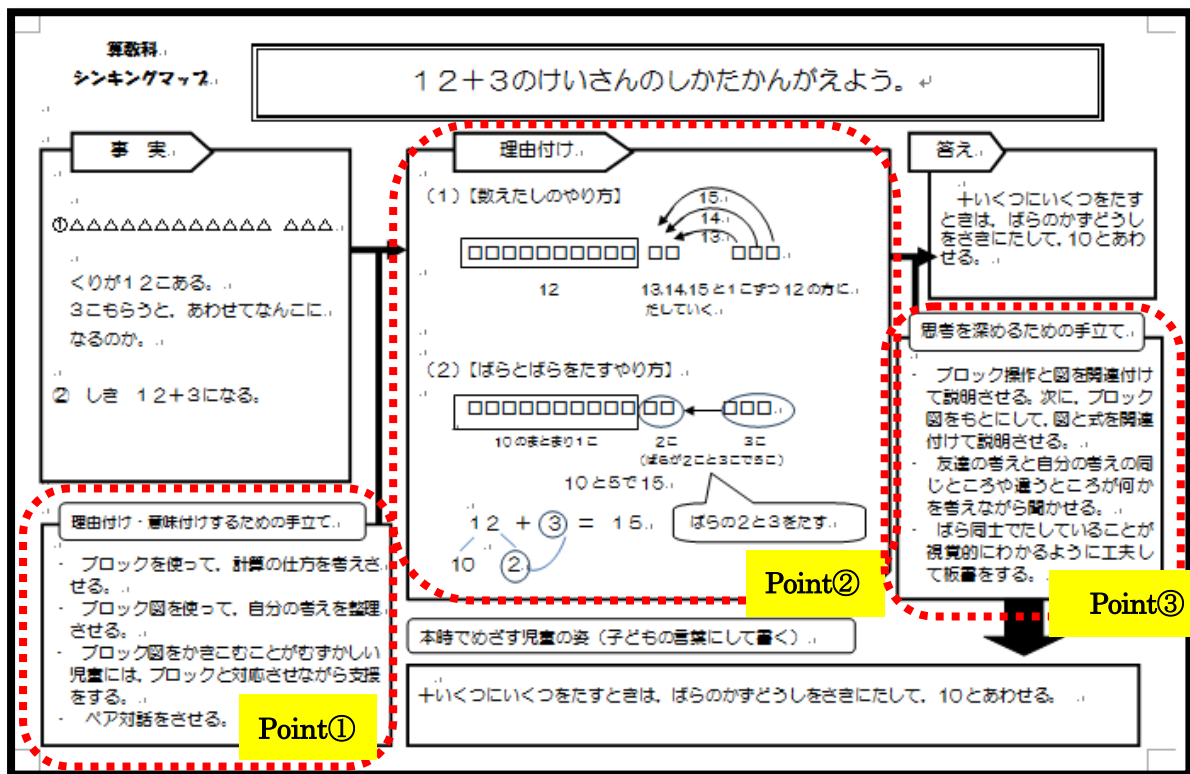 算数科
シンキングマップ
１２＋３のけいさんのしかたかんがえよう。
事　実
①△△△△△△△△△△△△ △△△
くりが１２こある。
３こもらうと，あわせてなんこに
なるのか。
②　しき　１２＋３になる。
理由付け・意味付けするための手立て
・　ブロックを使って，計算の仕方を考えさ
せる。
・　ブロック図を使って，自分の考えを整理
させる。
・　ブロック図をかきこむことがむずかしい
児童には，ブロックと対応させながら支援
をする。
・　ペア対話をさせる。
Point①
理由付け
（１）【数えたしのやり方】
15
14
13
□□□□□□□□□□ □□　□□□
12
13.14.15 と１こずつ 12 の方に
だしていく
（２）【ばらとばらをたすやり方】
□□□□□□□□□□ □□　□□□
10 のまとまり１こ　２こ　３こ
（ばらが２こと３こで５こ）
10 と５で 15
１２ ＋ ③ ＝ １５
ばらの２と３をたす
10　②
Point②
答え
十いくつにいくつをたす
ときは，ばらのかずどうし
をさきにたして，１０とあわ
せる。
思考を深めるための手立て
・　ブロック操作と図を関連付け
て説明させる。次に，ブロック
図をもとにして，図と式を関連
付けて説明させる。
・　友達の考えと自分の考えの同
じところや違うところが何か
を考えながら聞かせる。
・　ばら同士でたしていることが
視覚的にわかるように工夫し
て板書をする。
Point③
本時でめざす児童の姿（子どもの言葉にして書く）
十いくつにいくつをたすときは，ばらのかずどうしをさきにたして，１０とあわせる。